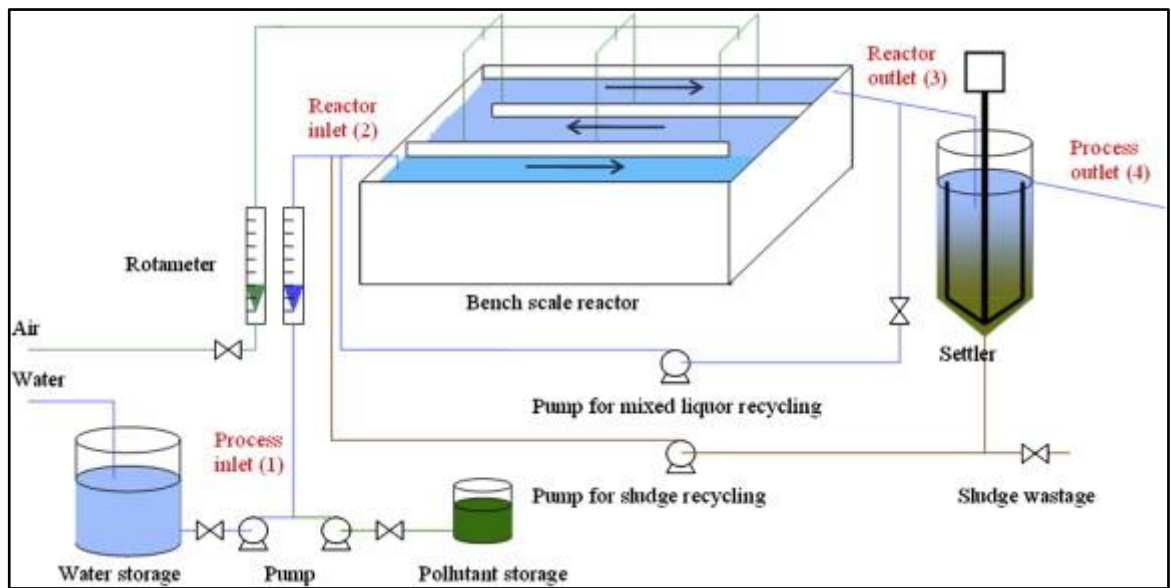 Reactor
outlet (3)
Reactor
inlet (2)
Process
outlet (4)
Rotameter
Bench scale reactor
Air
Settler
Water
Pump for mixed liquor recycling
Process
inlet (1)
Pump for sludge recycling
Sludge wastage
Water storage
Pump
Pollutant storage